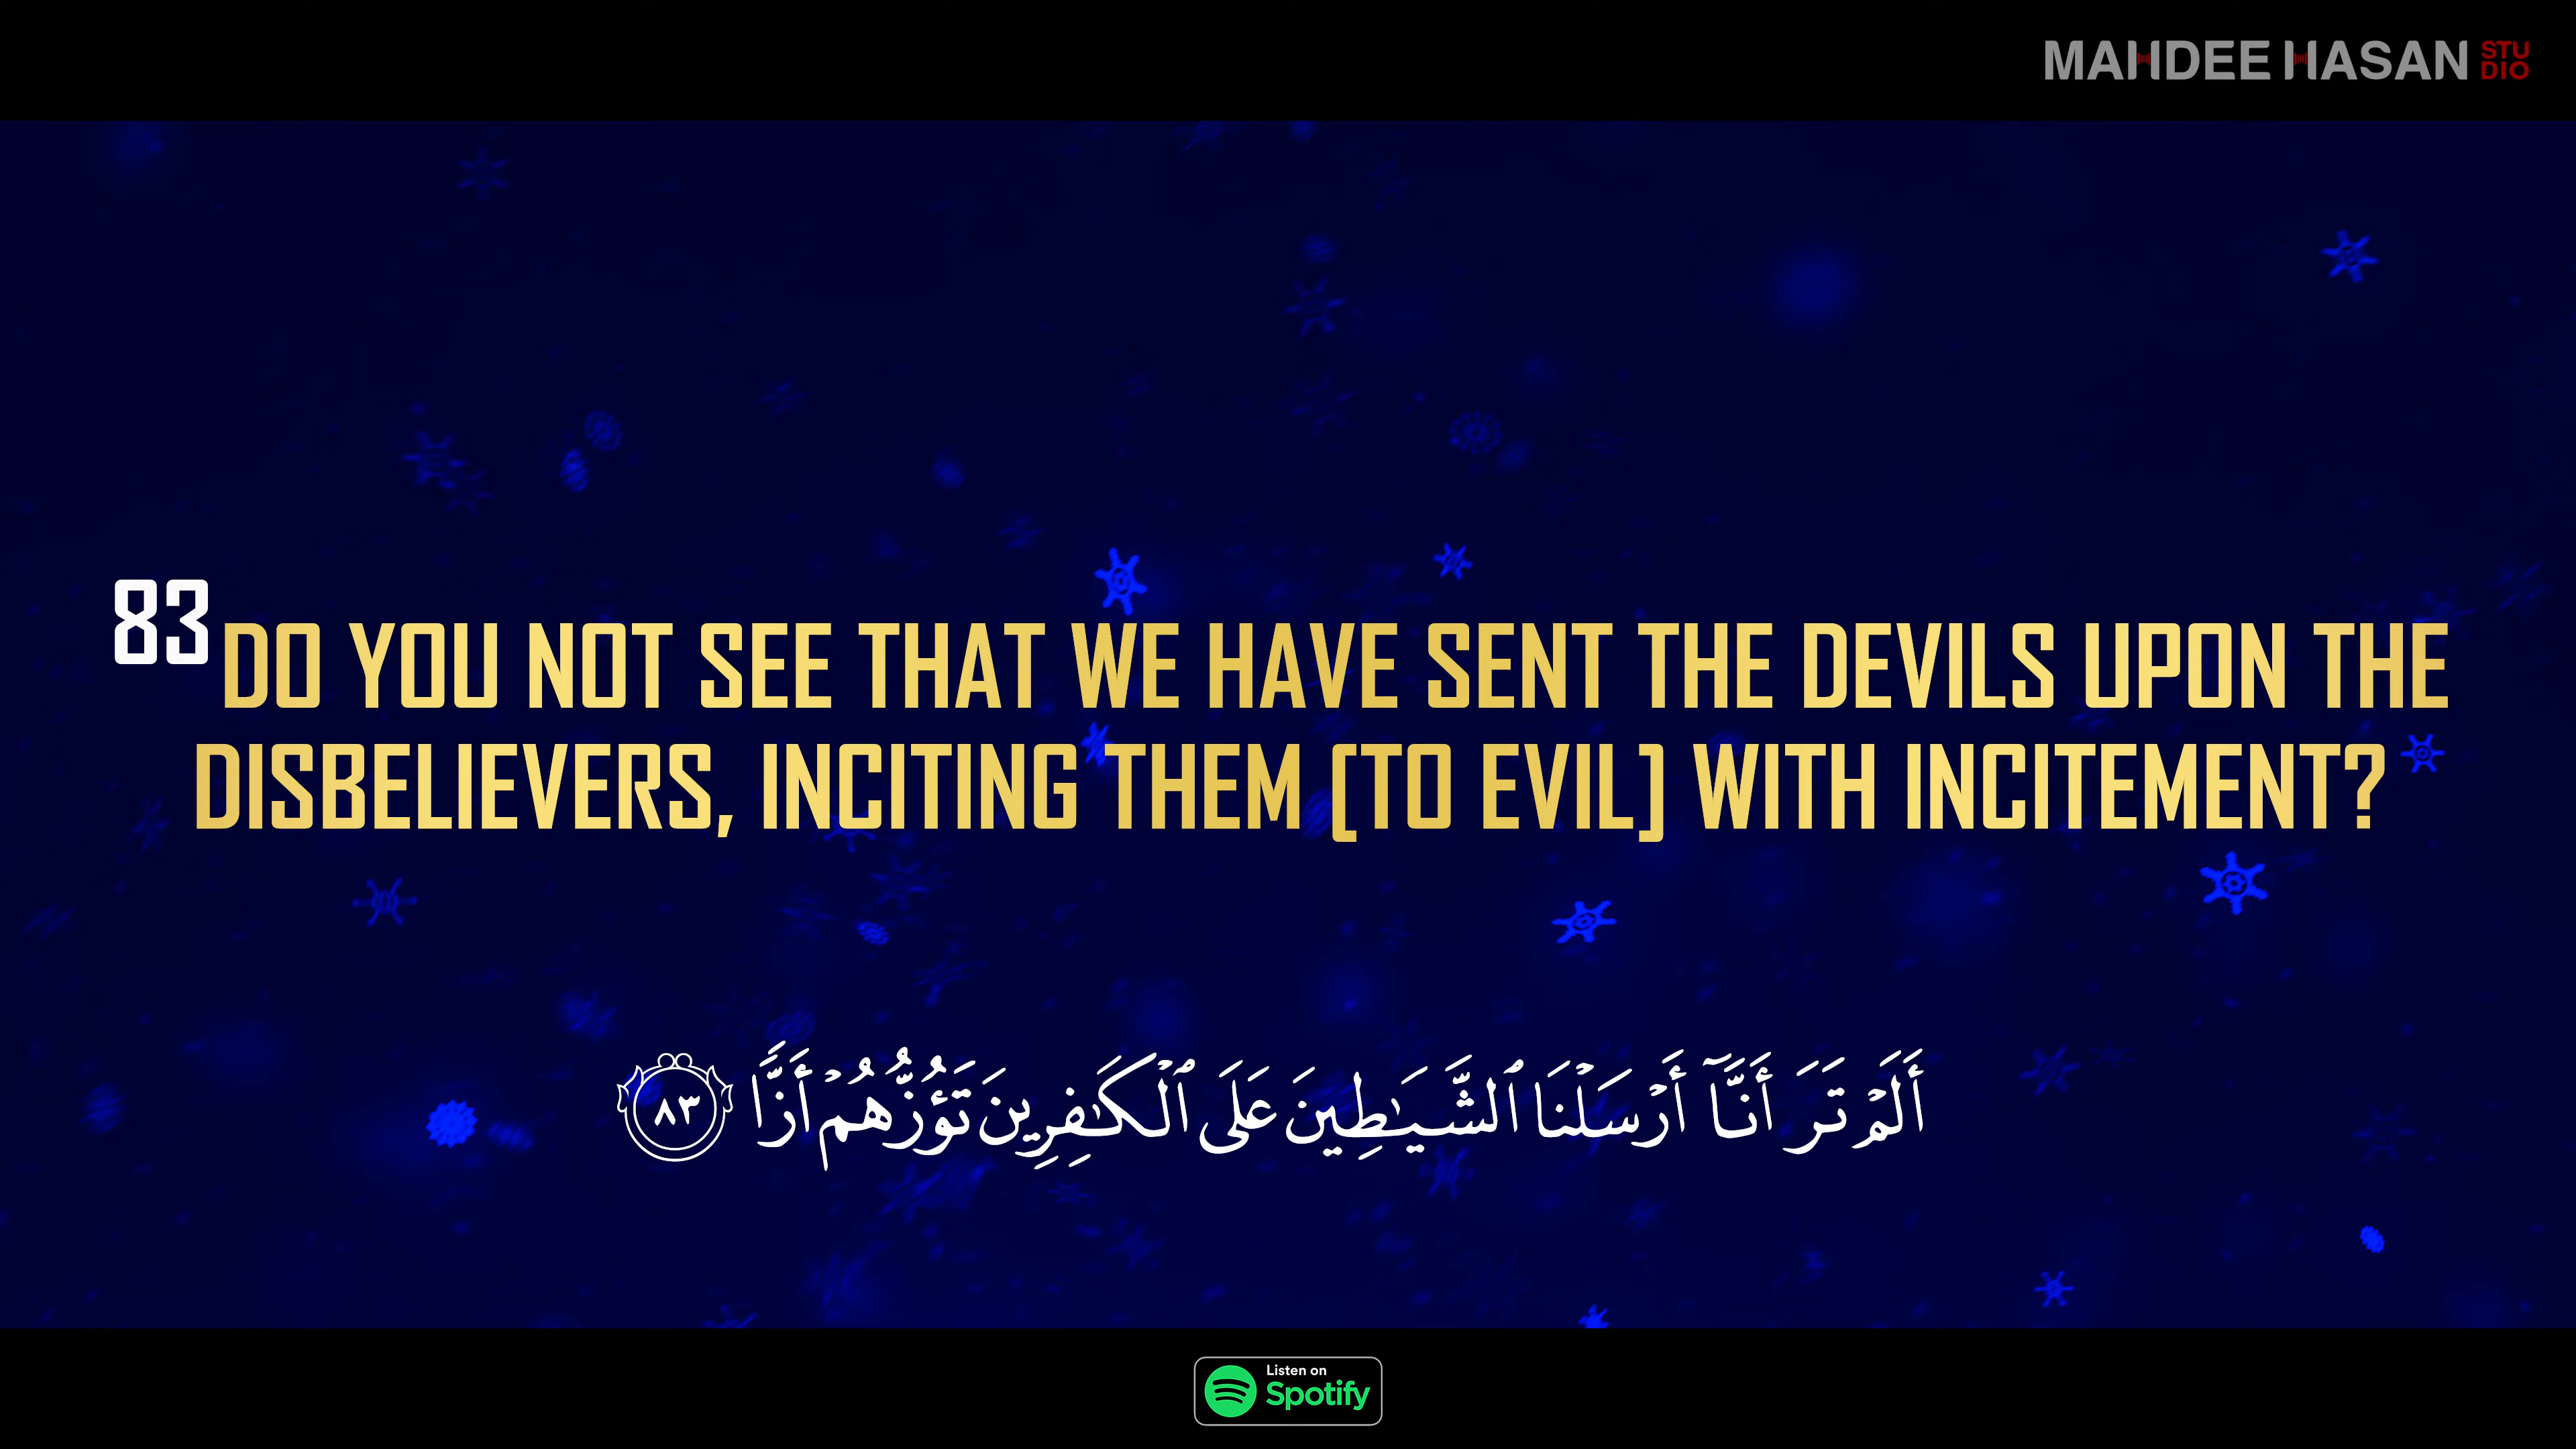 MAHDEE HASAN STUDIO
83 DO YOU NOT SEE THAT WE HAVE SENT THE DEVILS UPON THE
DISBELIEVERS, INCITING THEM [TO EVIL] WITH INCITEMENT?
أَلَمۡ تَرَ أَنَّآ أَرۡسَلۡنَا ٱلشَّيَـٰطِينَ عَلَى ٱلۡكَـٰفِرِينَ تَؤُزُّهُمۡ أَزًّا ٨٣
Listen on
Spotify